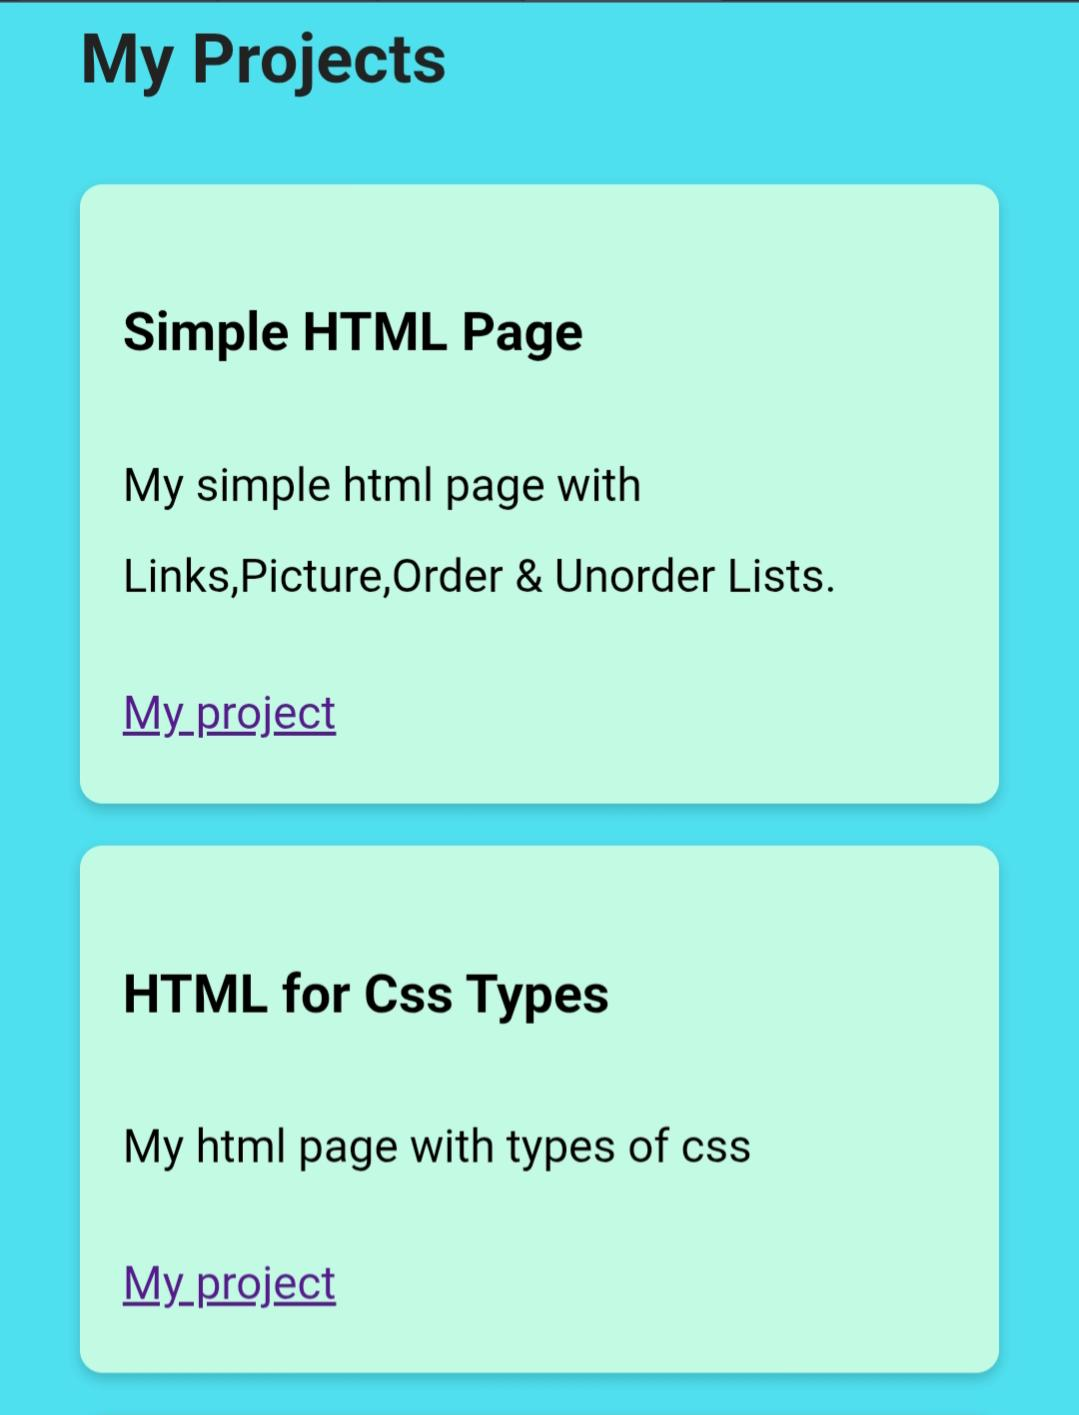 My Projects
Simple HTML Page
My simple html page with
Links,Picture,Order & Unorder Lists.
My project
HTML for Css Types
My html page with types of css
My project